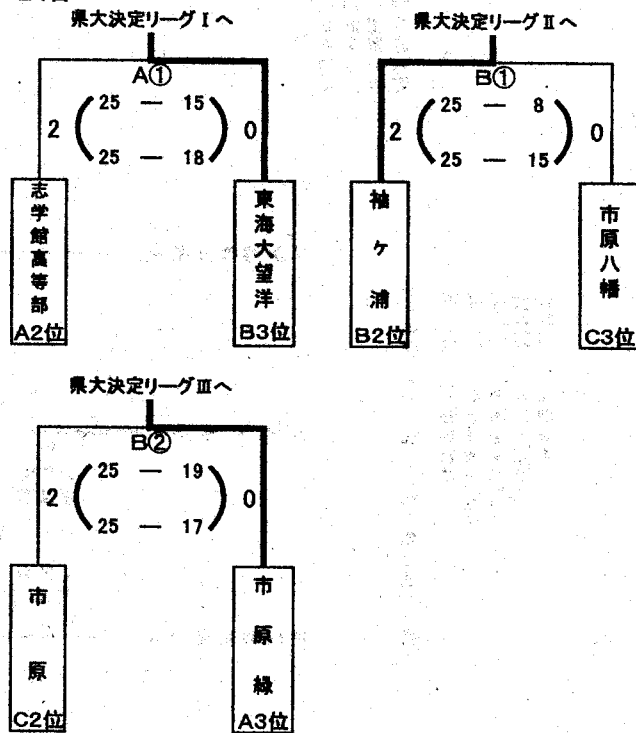 県大決定リーグⅠへ
A①
2 25 — 15 0
25 — 18
志学館高等部
A2位
東海大望洋
B3位
県大決定リーグⅡへ
B①
2 25 — 8 0
25 — 15
袖ヶ浦
B2位
市原八幡
C3位
県大決定リーグⅢへ
B②
2 25 — 19 0
25 — 17
市原
C2位
市原緑
A3位